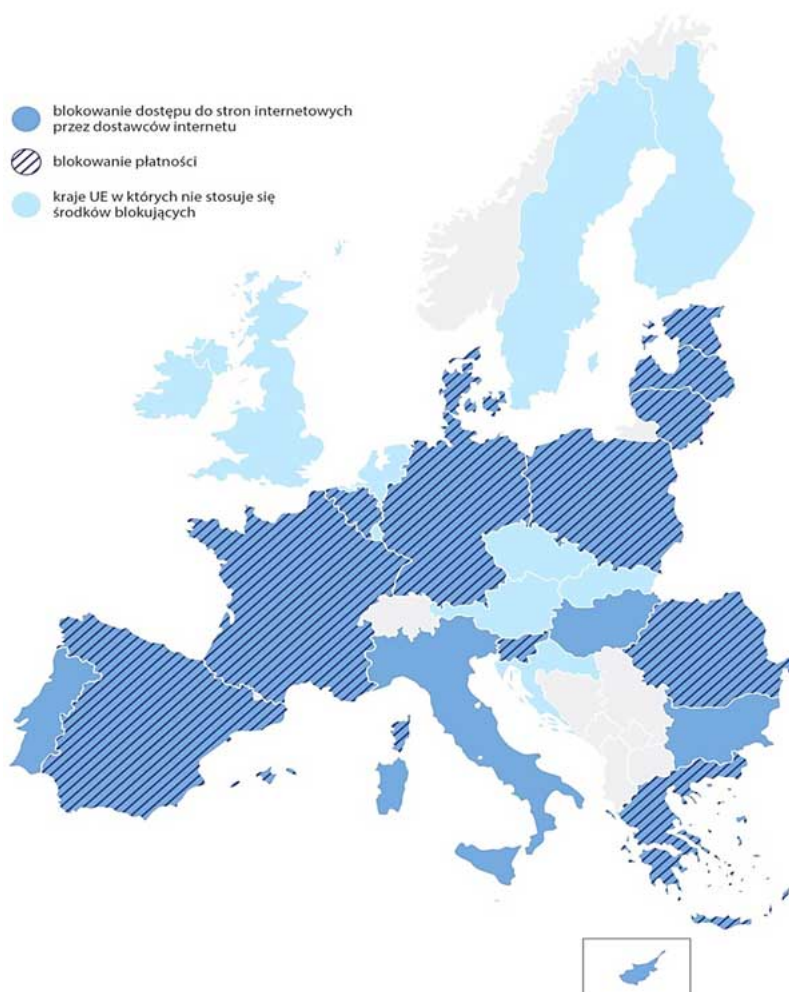 blokowanie dostępu do stron internetowych
przez dostawców internetu
blokowanie płatności
kraje UE w których nie stosuje się
środków blokujących